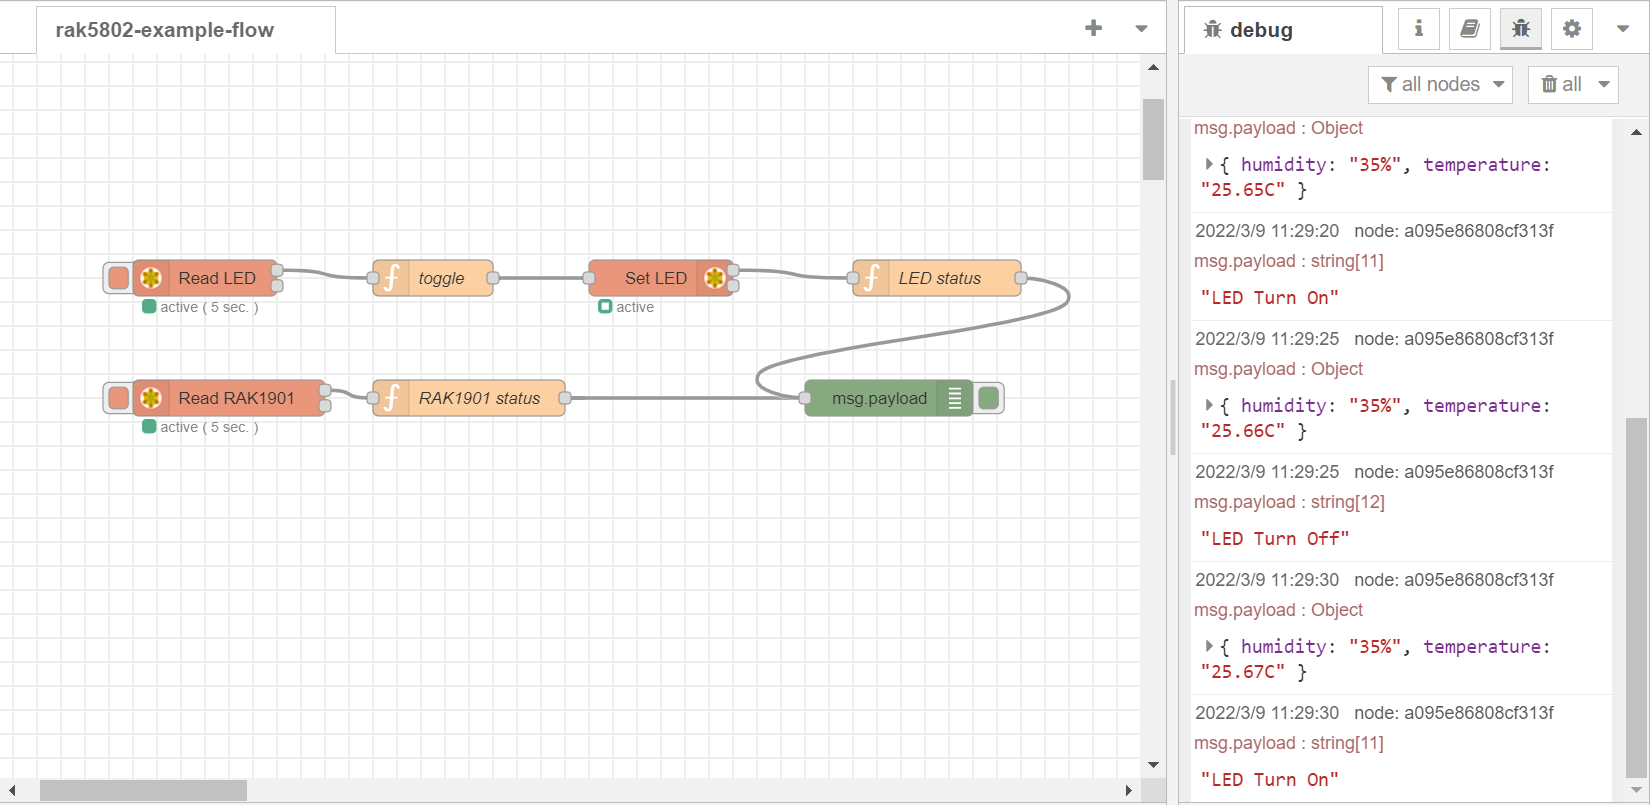 rak5802-example-flow
Read LED
active ( 5 sec. )
toggle
Set LED
active
LED status
Read RAK1901
active ( 5 sec. )
RAK1901 status
msg.payload
debug
all nodes
all
msg.payload : Object
{ humidity: "35%", temperature:
"25.65C" }
2022/3/9 11:29:20 node: a095e86808cf313f
msg.payload : string[11]
"LED Turn On"
2022/3/9 11:29:25 node: a095e86808cf313f
msg.payload : Object
{ humidity: "35%", temperature:
"25.66C" }
2022/3/9 11:29:25 node: a095e86808cf313f
msg.payload : string[12]
"LED Turn Off"
2022/3/9 11:29:30 node: a095e86808cf313f
msg.payload : Object
{ humidity: "35%", temperature:
"25.67C" }
2022/3/9 11:29:30 node: a095e86808cf313f
msg.payload : string[11]
"LED Turn On"